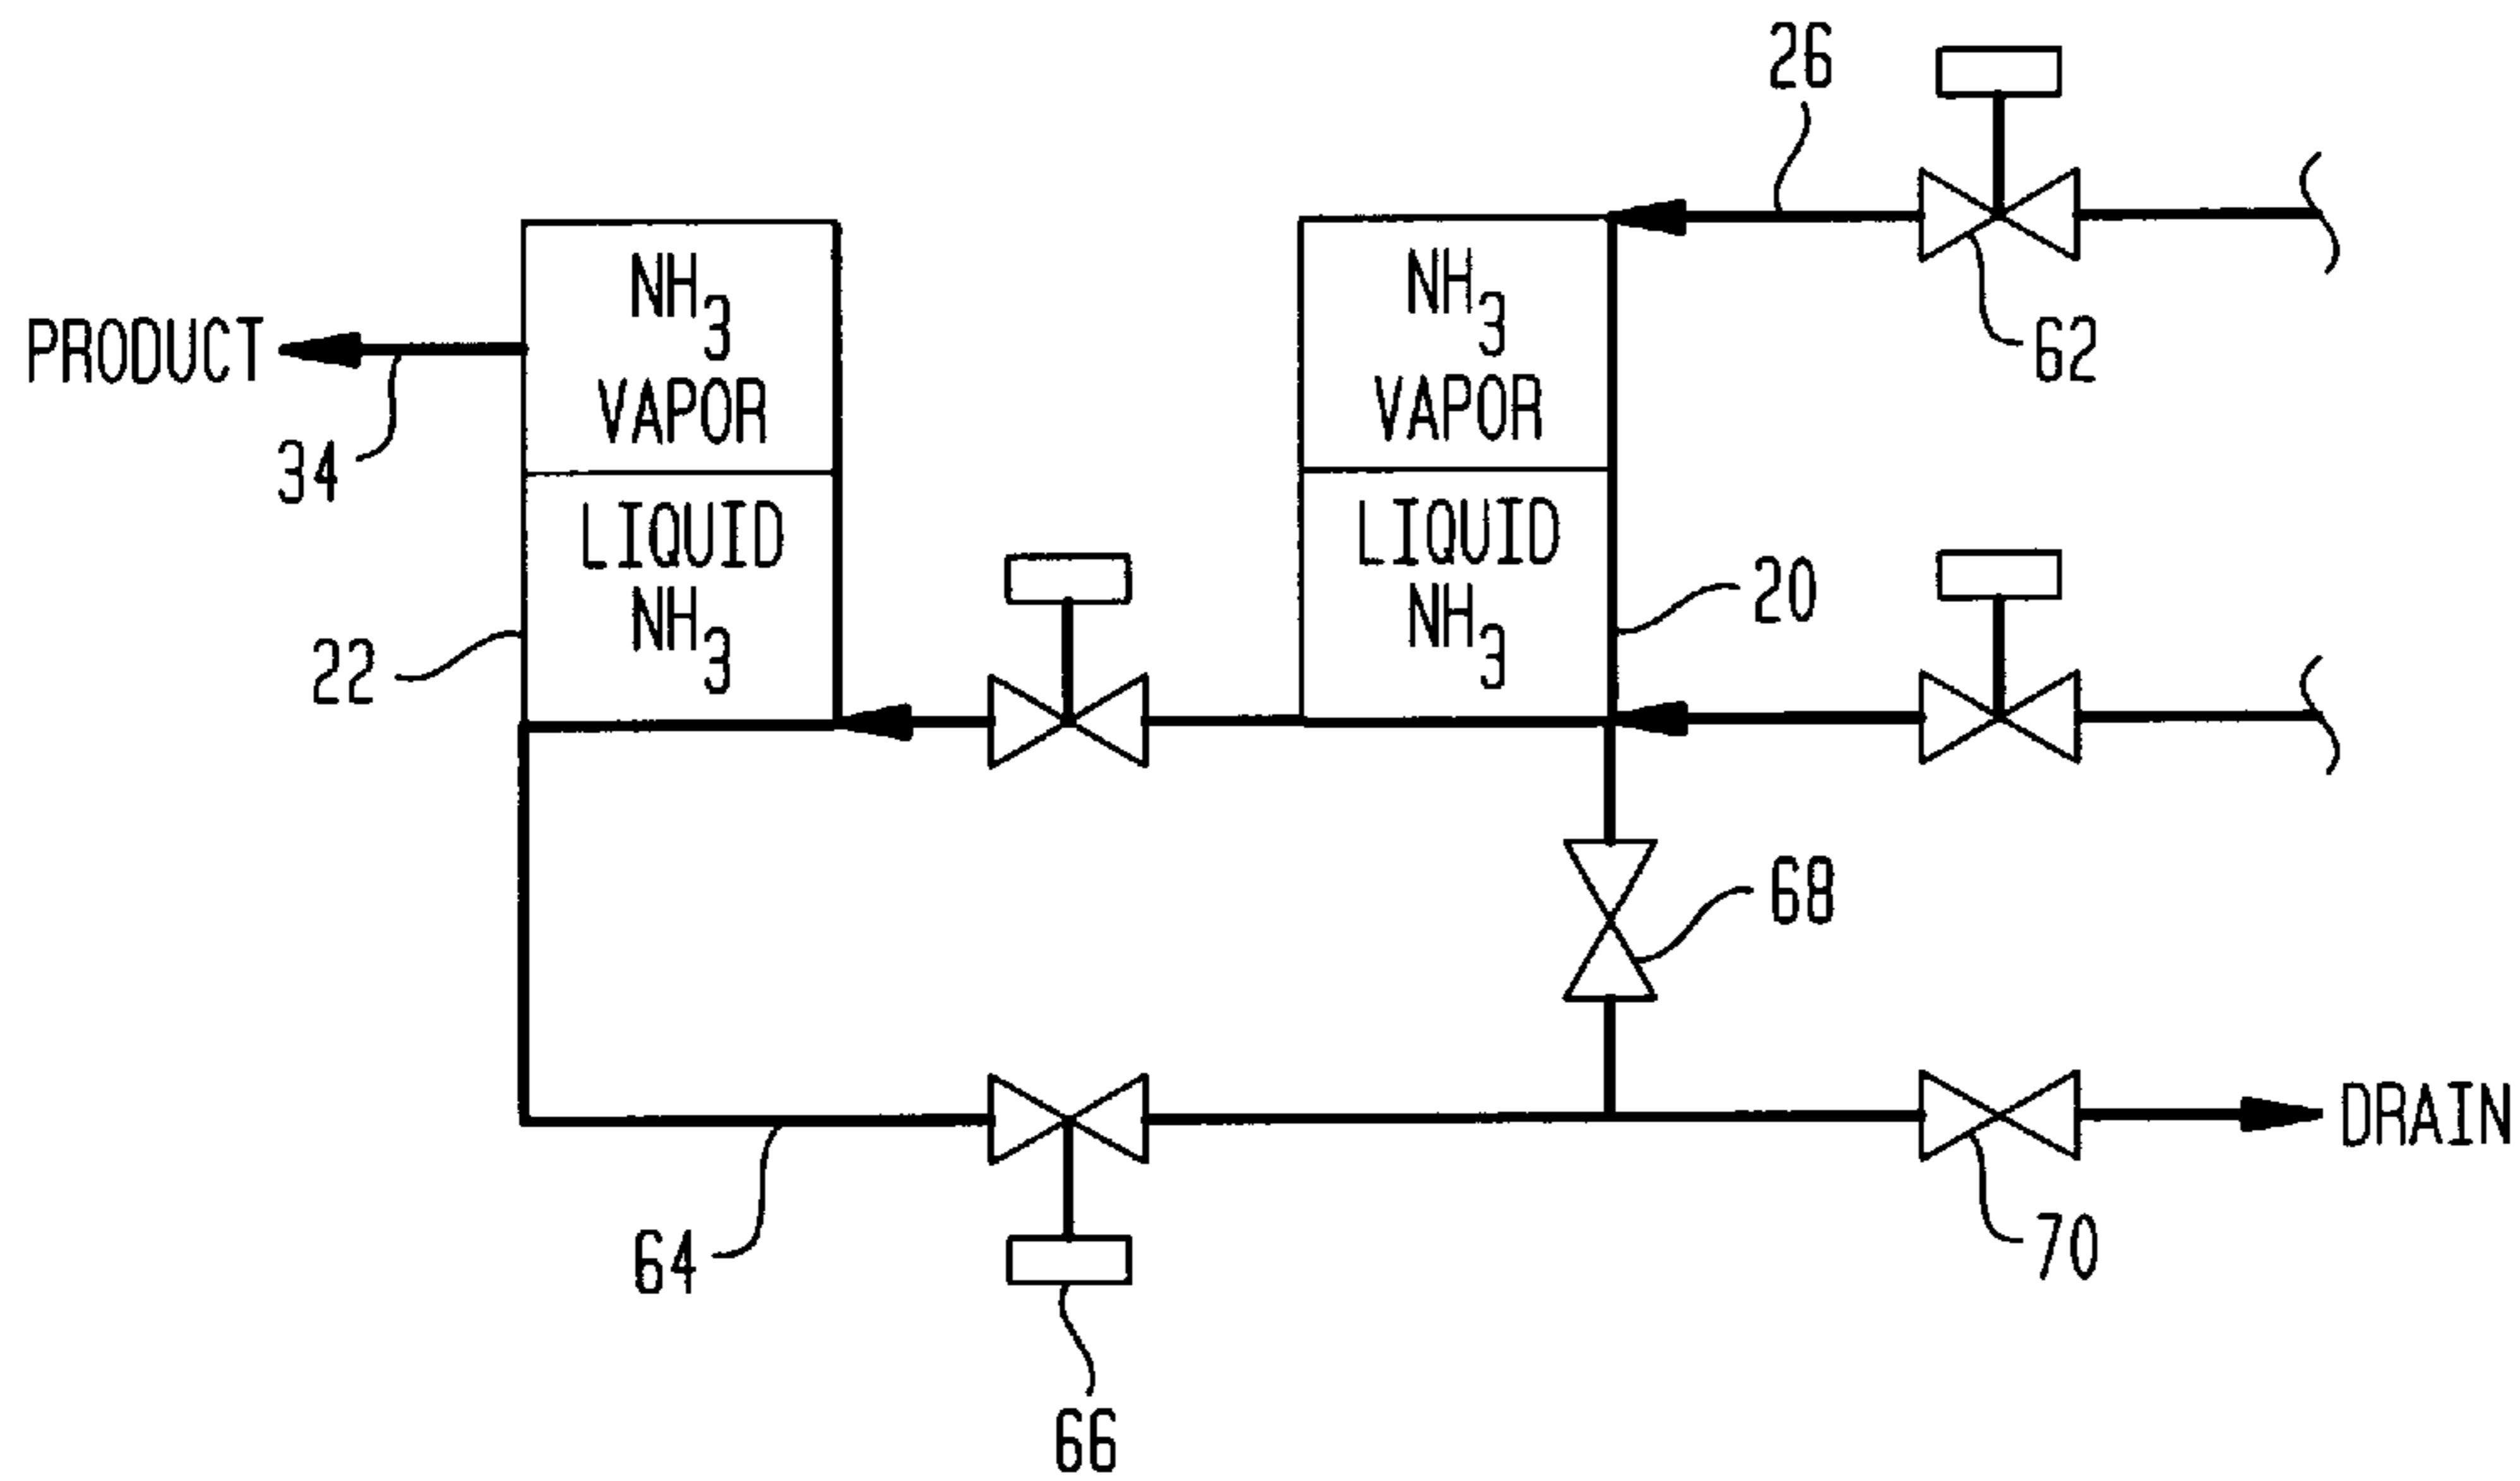 26
NH3
VAPOR
NH3
VAPOR
62
PRODUCT
34
LIQUID
NH3
LIQUID
NH3
20
22
68
DRAIN
64
70
66